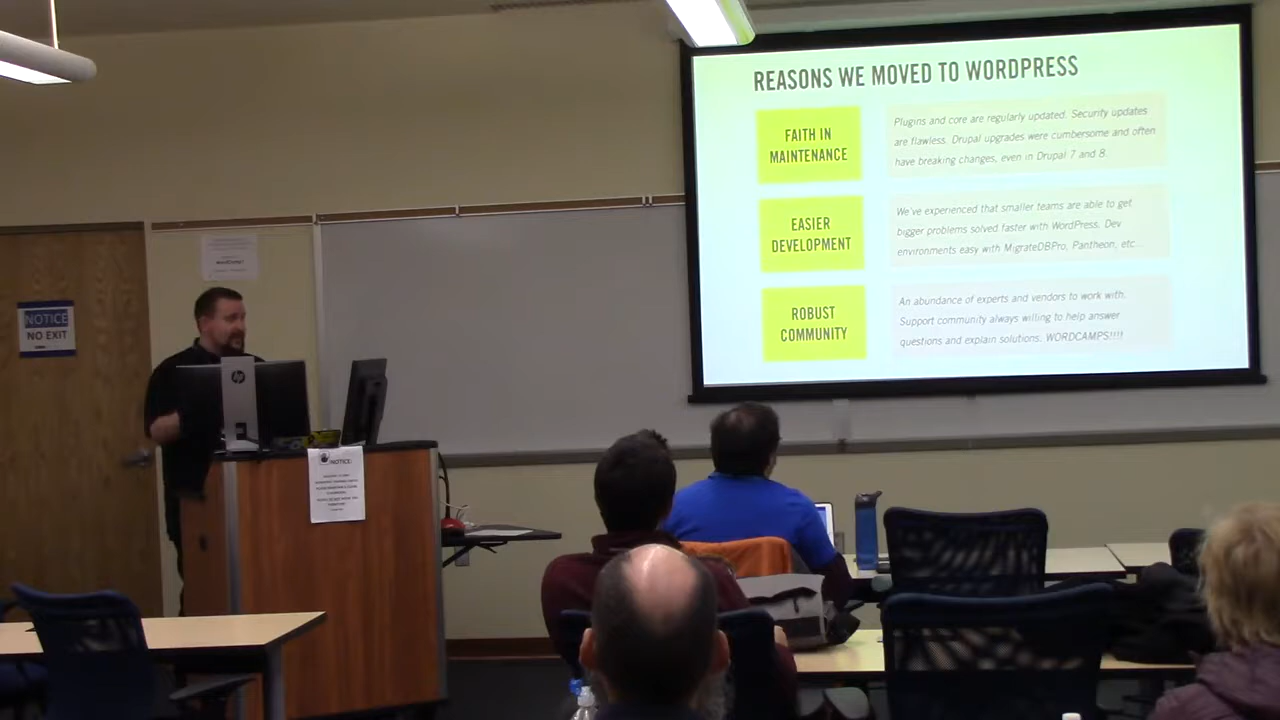 REASONS WE MOVED TO WORDPRESS
FAITH IN
MAINTENANCE
Plugins and core are regularly updated. Security updates
are flawless. Drupal upgrades were cumbersome and often
have breaking changes, even in Drupal 7 and 8.
EASIER
DEVELOPMENT
We've experienced that smaller teams are able to get
bigger problems solved faster with WordPress. Dev
environments easy with MigrateDBPro, Pantheon, etc...
ROBUST
COMMUNITY
An abundance of experts and vendors to work with.
Support community always willing to help answer
questions and explain solutions. WORDCAMPS!!!!
NOTICE
NO EXIT
hp
NOTICE: